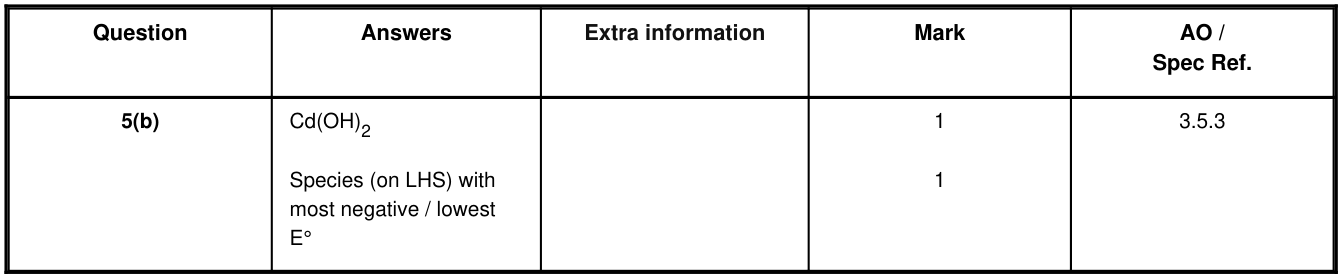 Question Answers Extra information Mark AO /
Spec Ref.
5(b) Cd(OH)₂ 1 3.5.3
Species (on LHS) with 1
most negative / lowest
E°